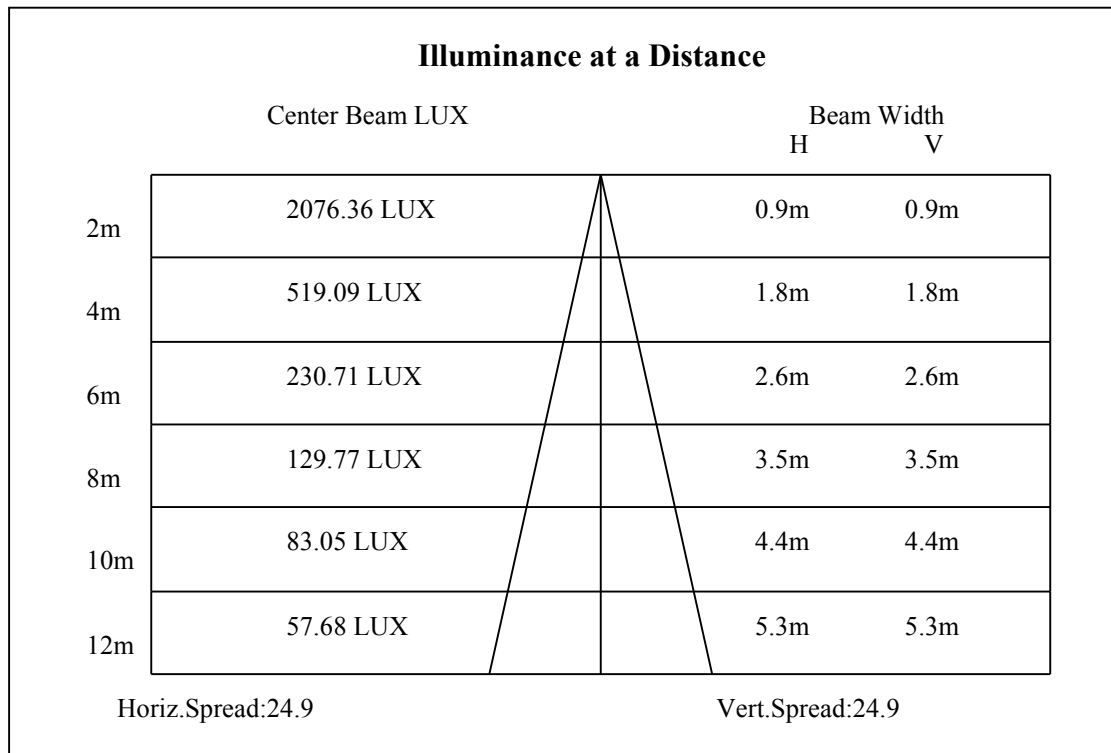 Illuminance at a Distance
Center Beam LUX Beam Width
H V
2m 2076.36 LUX 0.9m 0.9m
4m 519.09 LUX 1.8m 1.8m
6m 230.71 LUX 2.6m 2.6m
8m 129.77 LUX 3.5m 3.5m
10m 83.05 LUX 4.4m 4.4m
12m 57.68 LUX 5.3m 5.3m
Horiz.Spread:24.9 Vert.Spread:24.9